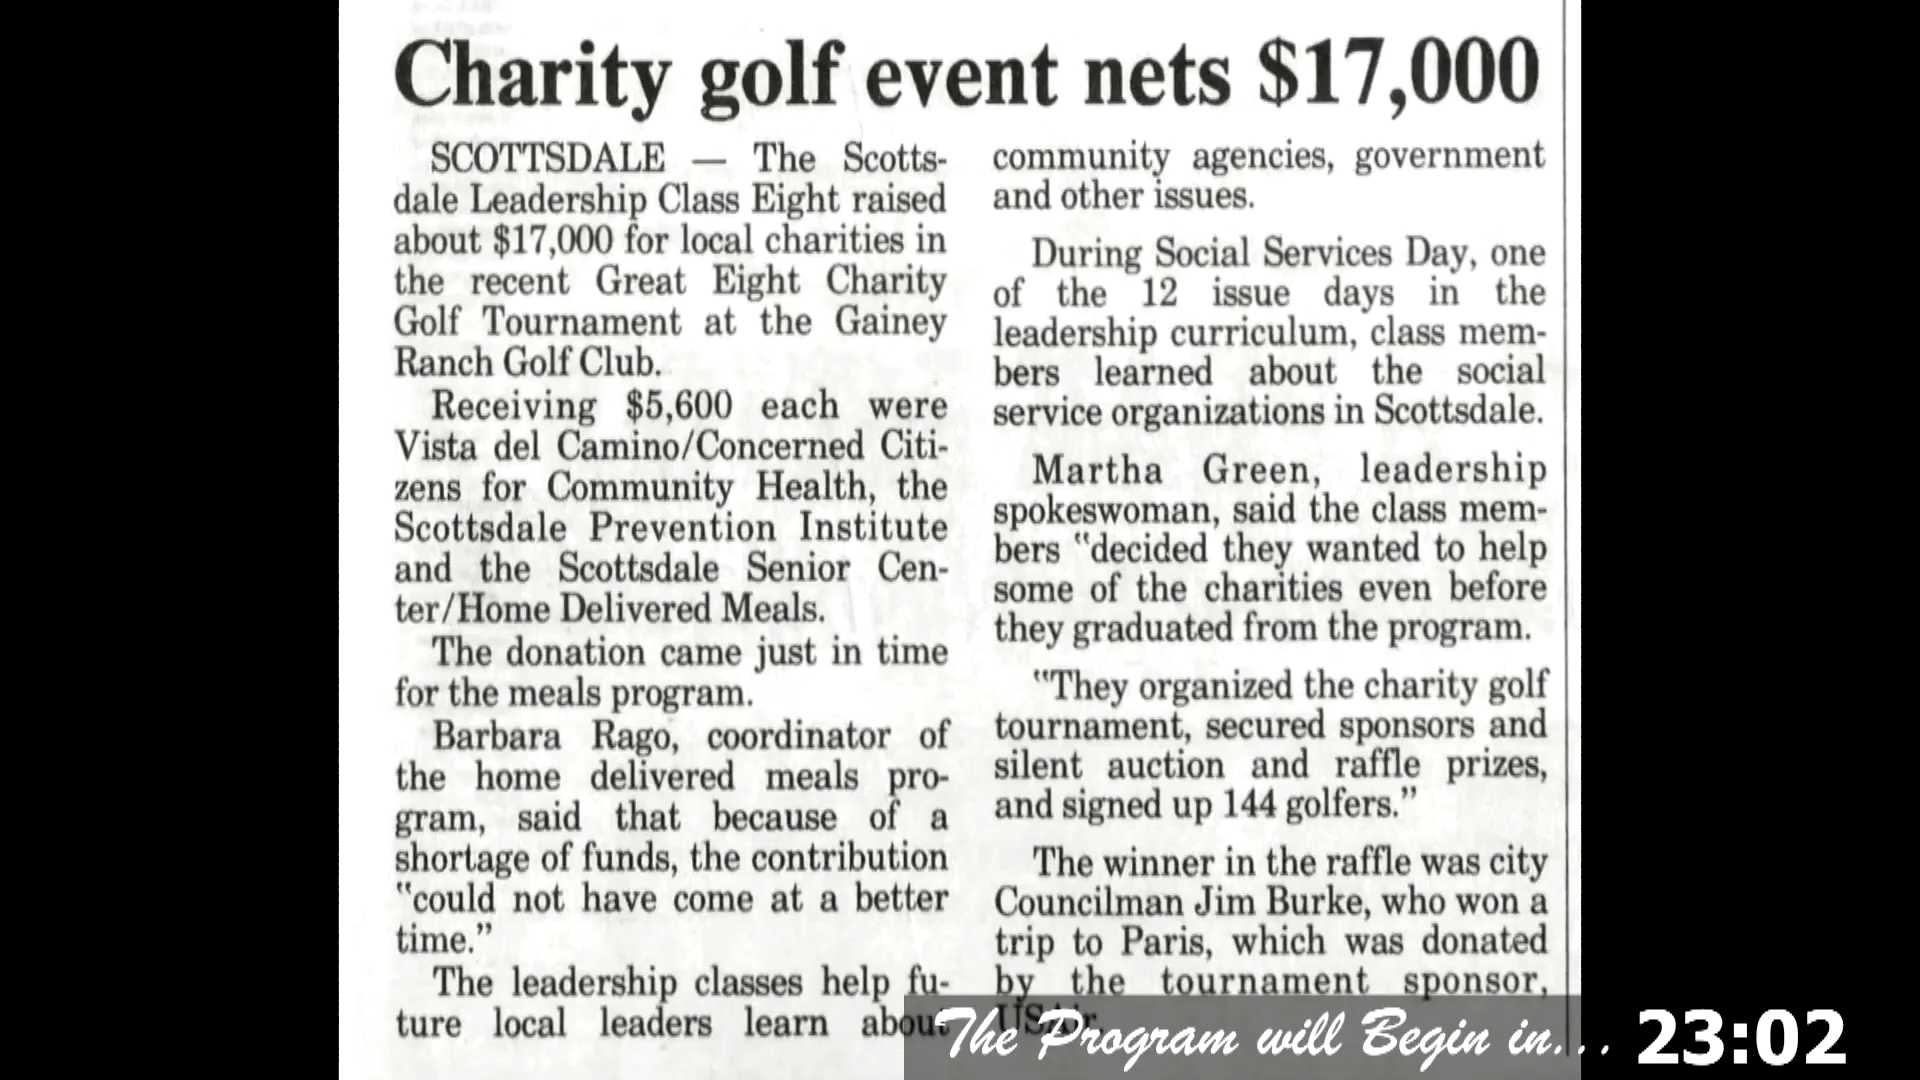 Charity golf event nets $17,000
SCOTTSDALE — The Scotts-
dale Leadership Class Eight raised
about $17,000 for local charities in
the recent Great Eight Charity
Golf Tournament at the Gainey
Ranch Golf Club.
Receiving $5,600 each were
Vista del Camino/Concerned Citi-
zens for Community Health, the
Scottsdale Prevention Institute
and the Scottsdale Senior Cen-
ter/Home Delivered Meals.
The donation came just in time
for the meals program.
Barbara Rago, coordinator of
the home delivered meals pro-
gram, said that because of a
shortage of funds, the contribution
"could not have come at a better
time."
The leadership classes help fu-
ture local leaders learn about
community agencies, government
and other issues.
During Social Services Day, one
of the 12 issue days in the
leadership curriculum, class mem-
bers learned about the social
service organizations in Scottsdale.
Martha Green, leadership
spokeswoman, said the class mem-
bers "decided they wanted to help
some of the charities even before
they graduated from the program.
"They organized the charity golf
tournament, secured sponsors and
silent auction and raffle prizes,
and signed up 144 golfers."
The winner in the raffle was city
Councilman Jim Burke, who won a
trip to Paris, which was donated
by the tournament sponsor,
USAir.
The Program will Begin in... 23:02